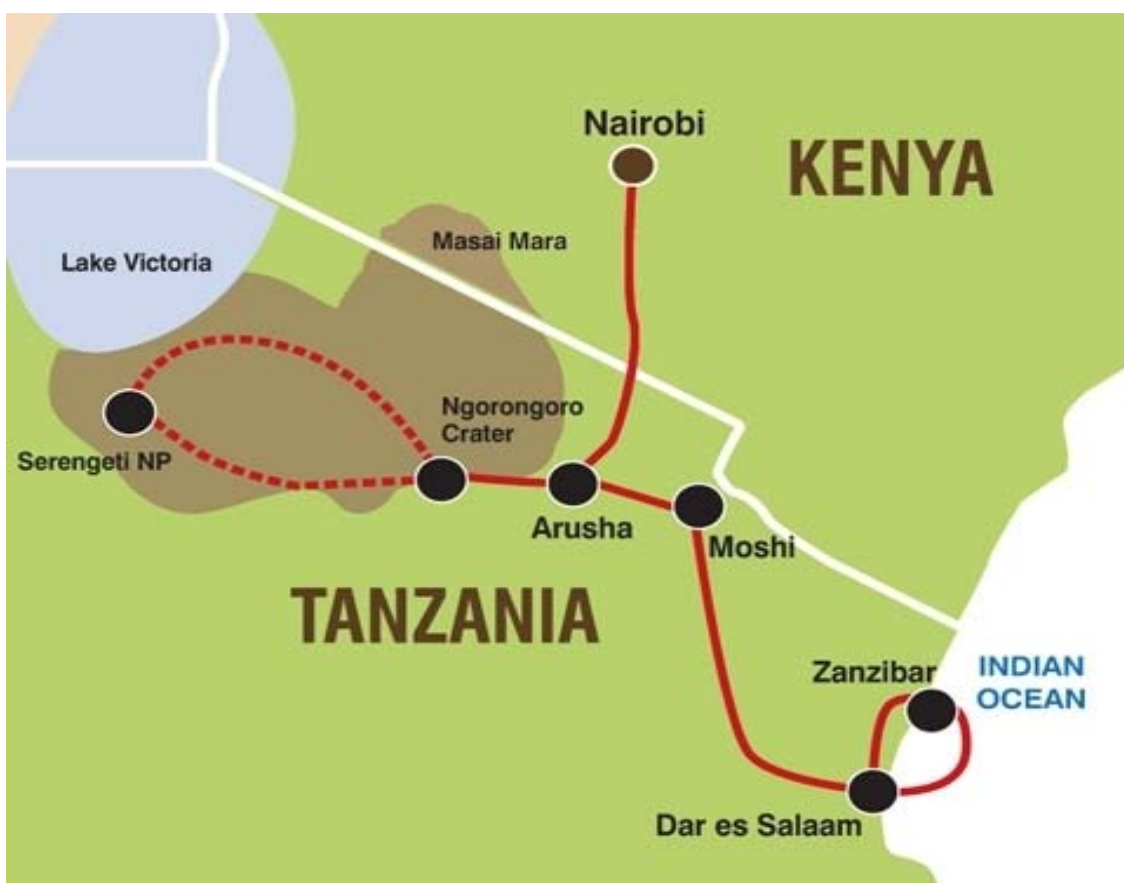 Nairobi
KENYA
Masai Mara
Lake Victoria
Ngorongoro
Crater
Serengeti NP
Arusha
Moshi
TANZANIA
Zanzibar
INDIAN
OCEAN
Dar es Salaam